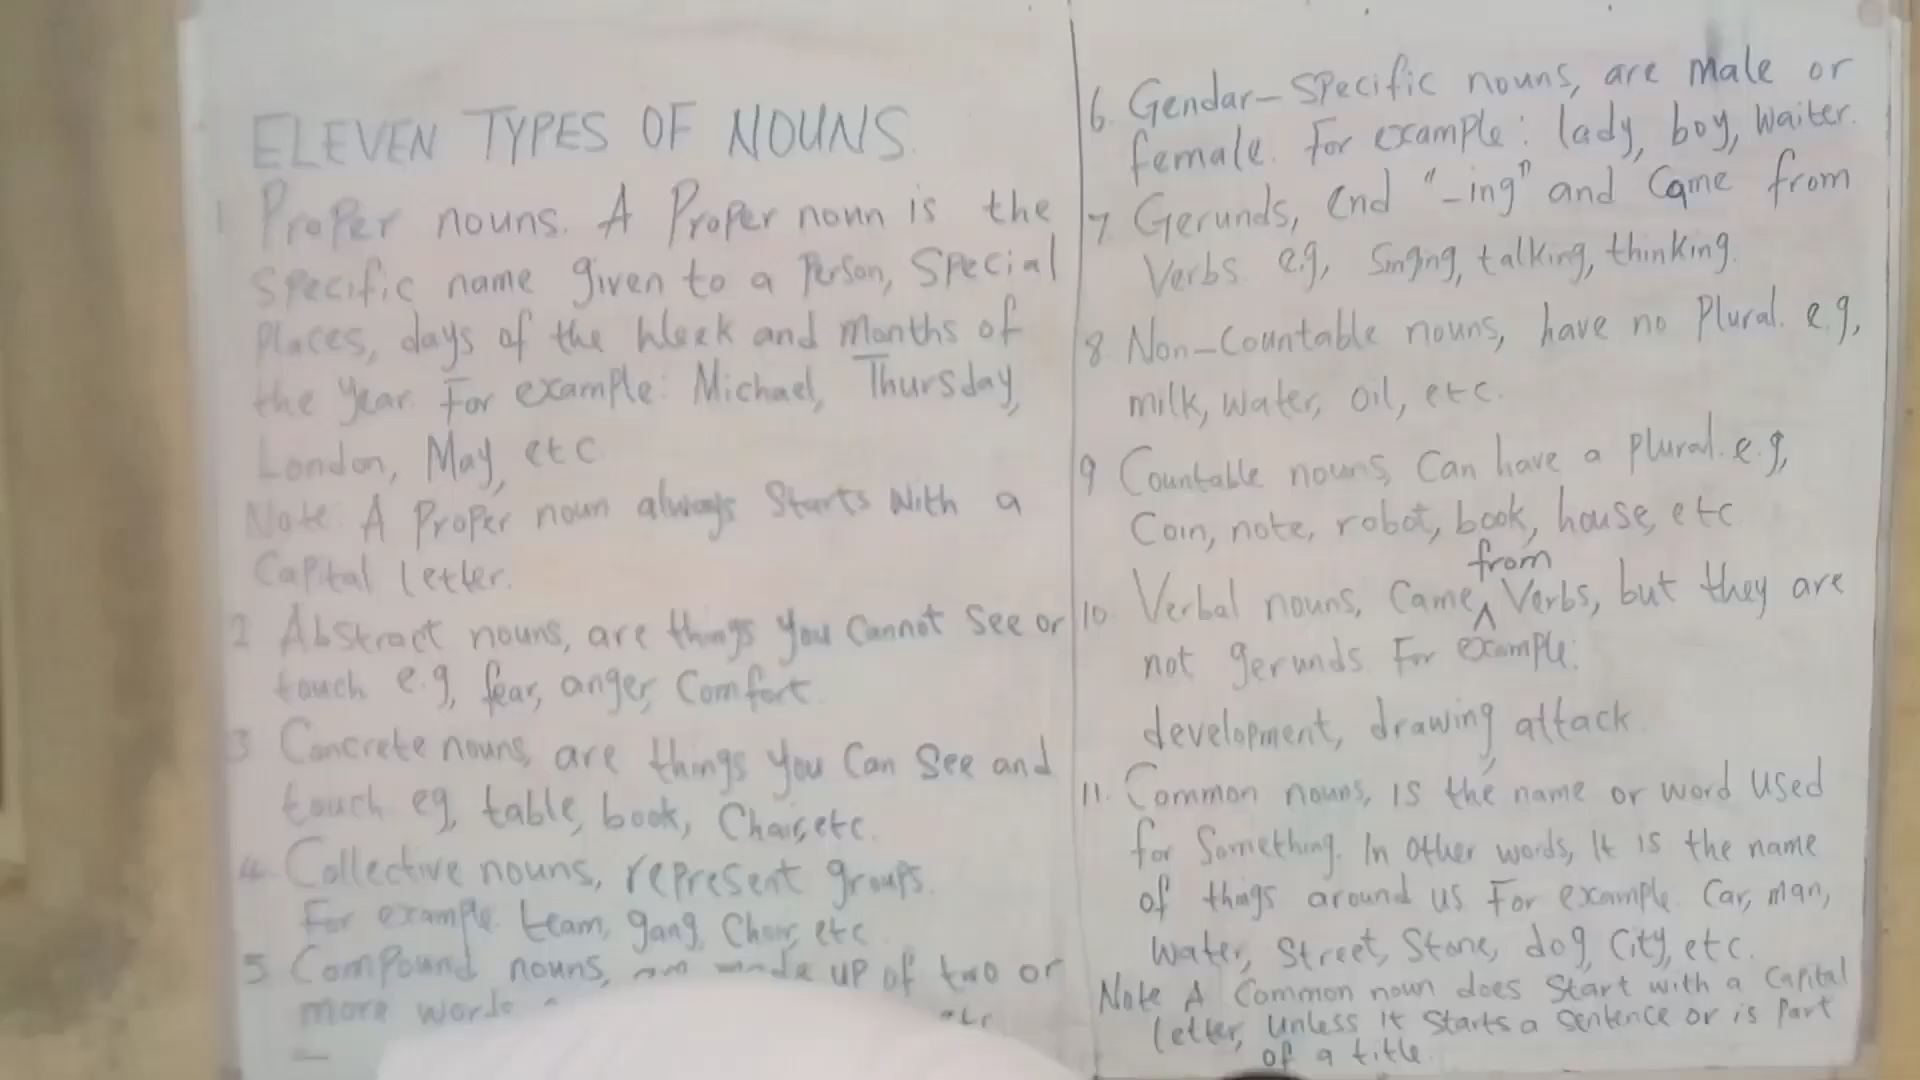 ELEVEN TYPES OF NOUNS.
1 Proper nouns. A Proper noun is the
specific name given to a Person, Special
Places, days of the Week and Months of
the Year. For example: Michael, Thursday,
London, May, etc
Note: A Proper noun always Starts With a
Capital letter.
2 Abstract nouns, are things you Cannot See or
touch e.g, fear, anger, Comfort.
3 Concrete nouns, are things you Can See and
touch eg, table, book, Chair, etc.
4. Collective nouns, represent groups.
For example. team, gang, Choir, etc
5 Compound nouns, are made up of two or
more words
6. Gendar-Specific nouns, are Male or
female. For example: lady, boy, Waiter.
7. Gerunds, End "-ing" and Came from
Verbs e.g, Singing, talking, thinking.
8. Non-Countable nouns, have no Plural. e.g,
milk, Water, Oil, etc.
9 Countable nouns, Can have a Plural. e.g,
Coin, note, robot, book, house, etc
from
10. Verbal nouns, Came ^ Verbs, but they are
not gerunds For example:
development, drawing, attack.
11. Common nouns, is the name or word used
for Something. In Other words, It is the name
of things around us For example. Car, man,
Water, Street, Stone, dog, City, etc.
Note A Common noun does Start with a Capital
letter, unless it Starts a Sentence or is Part
of a title.